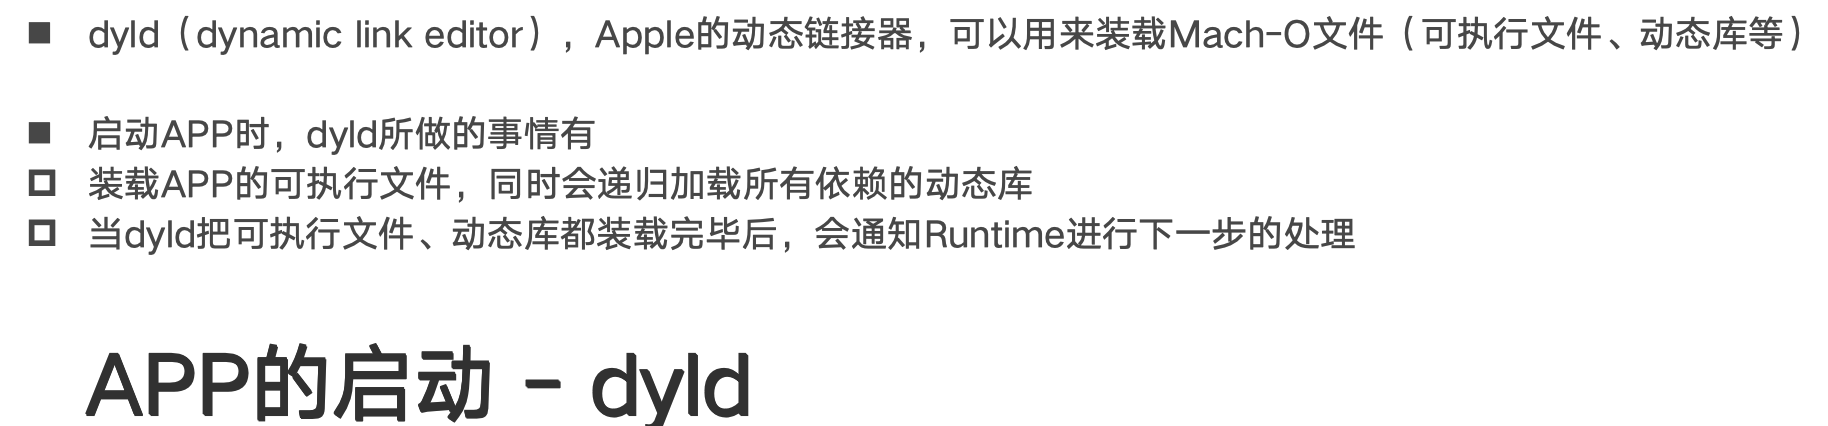 ■ dyld（dynamic link editor），Apple的动态链接器，可以用来装载Mach-O文件（可执行文件、动态库等）
■ 启动APP时，dyld所做的事情有
□ 装载APP的可执行文件，同时会递归加载所有依赖的动态库
□ 当dyld把可执行文件、动态库都装载完毕后，会通知Runtime进行下一步的处理
APP的启动 - dyld